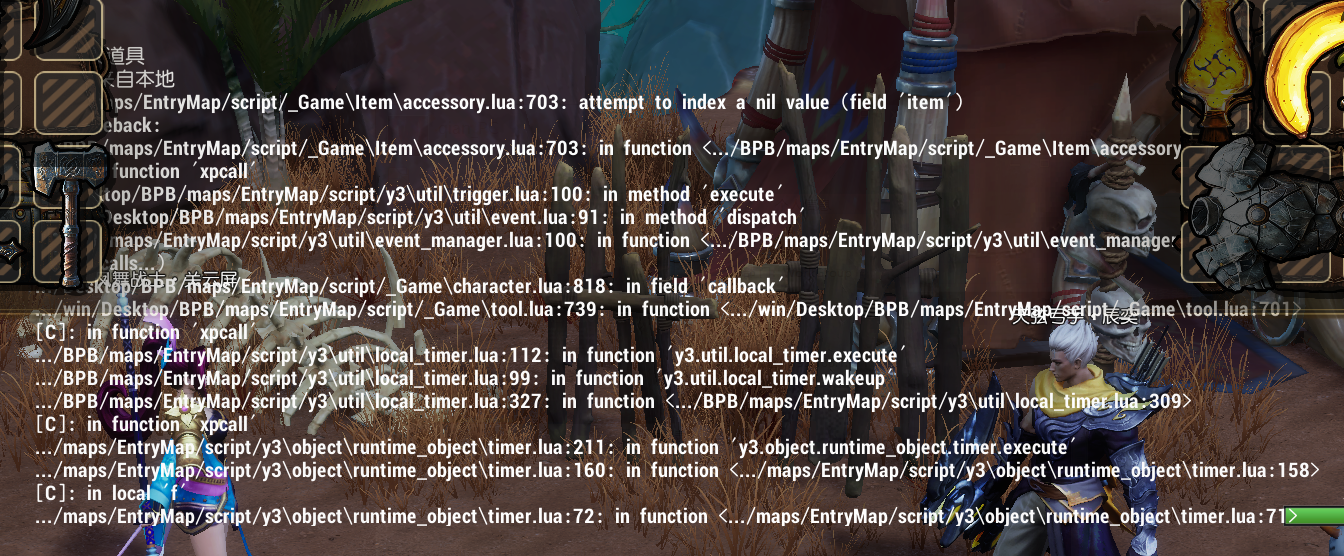 道具
自本地
ps/EntryMap/script/_Game\Item\accessory.lua:703: attempt to index a nil value (field 'item')
eback:
/maps/EntryMap/script/_Game\Item\accessory.lua:703: in function <.../BPB/maps/EntryMap/script/_Game\Item\accessory
function 'xpcall'
ktop/BPB/maps/EntryMap/script/y3\util\trigger.lua:100: in method 'execute'
Desktop/BPB/maps/EntryMap/script/y3\util\event.lua:91: in method 'dispatch'
/maps/EntryMap/script/y3\util\event_manager.lua:100: in function <.../BPB/maps/EntryMap/script/y3\util\event_manager
calls...)
.../Desktop/BPB/maps/EntryMap/script/_Game\character.lua:818: in field 'callback'
.../win/Desktop/BPB/maps/EntryMap/script/_Game\tool.lua:739: in function <.../win/Desktop/BPB/maps/EntryMap/script/_Game\tool.lua:701>
[C]: in function 'xpcall'
.../BPB/maps/EntryMap/script/y3\util\local_timer.lua:112: in function 'y3.util.local_timer.execute'
.../BPB/maps/EntryMap/script/y3\util\local_timer.lua:99: in function 'y3.util.local_timer.wakeup
.../BPB/maps/EntryMap/script/y3\util\local_timer.lua:327: in function <.../BPB/maps/EntryMap/script/y3\util\local_timer.lua:309>
[C]: in function 'xpcall
.../maps/EntryMap/script/y3\object\runtime_object\timer.lua:211: in function 'y3.object.runtime_object.timer.execute'
.../maps/EntryMap/script/y3\object\runtime_object\timer.lua:160: in function <.../maps/EntryMap/script/y3\object\runtime_object\timer.lua:158>
[C]: in local 'f'
.../maps/EntryMap/script/y3\object\runtime_object\timer.lua:72: in function <.../maps/EntryMap/script/y3\object\runtime_object\timer.lua:71>